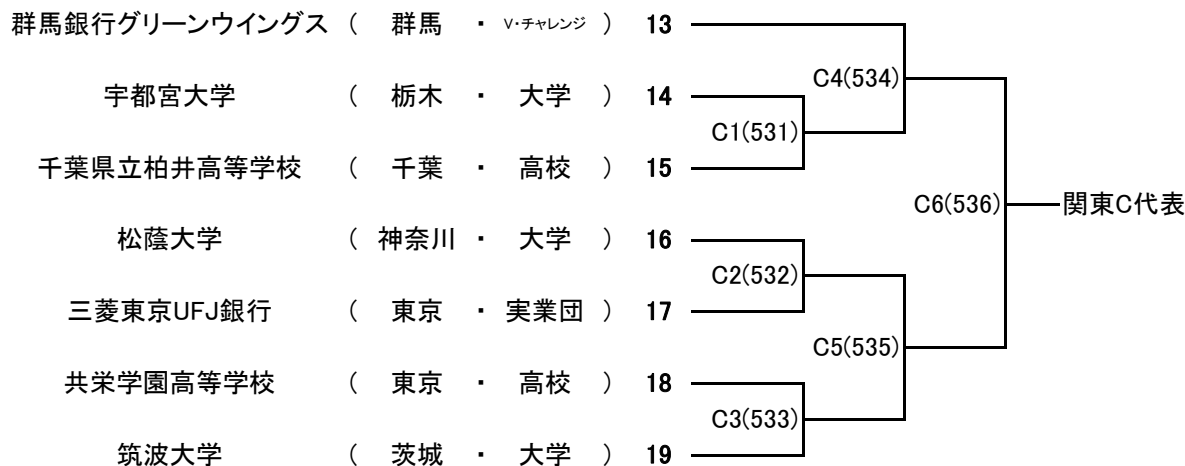 群馬銀行グリーンウイングス ( 群馬 ・ V・チャレンジ ) 13
C4(534)
宇都宮大学 ( 栃木 ・ 大学 ) 14
C1(531)
千葉県立柏井高等学校 ( 千葉 ・ 高校 ) 15
C6(536) 関東C代表
松蔭大学 ( 神奈川 ・ 大学 ) 16
C2(532)
三菱東京UFJ銀行 ( 東京 ・ 実業団 ) 17
C5(535)
共栄学園高等学校 ( 東京 ・ 高校 ) 18
C3(533)
筑波大学 ( 茨城 ・ 大学 ) 19